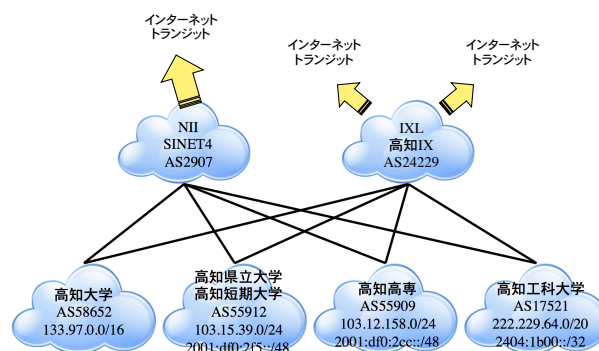 インターネット
トランジット
インターネット
トランジット
インターネット
トランジット
NII
SINET4
AS2907
IXL
高知IX
AS24229
高知大学
AS58652
133.97.0.0/16
高知県立大学
高知短期大学
AS55912
103.15.39.0/24
2001:df0:2f5::/48
高知高専
AS55909
103.12.158.0/24
2001:df0:2cc::/48
高知工科大学
AS17521
222.229.64.0/20
2404:1b00::/32